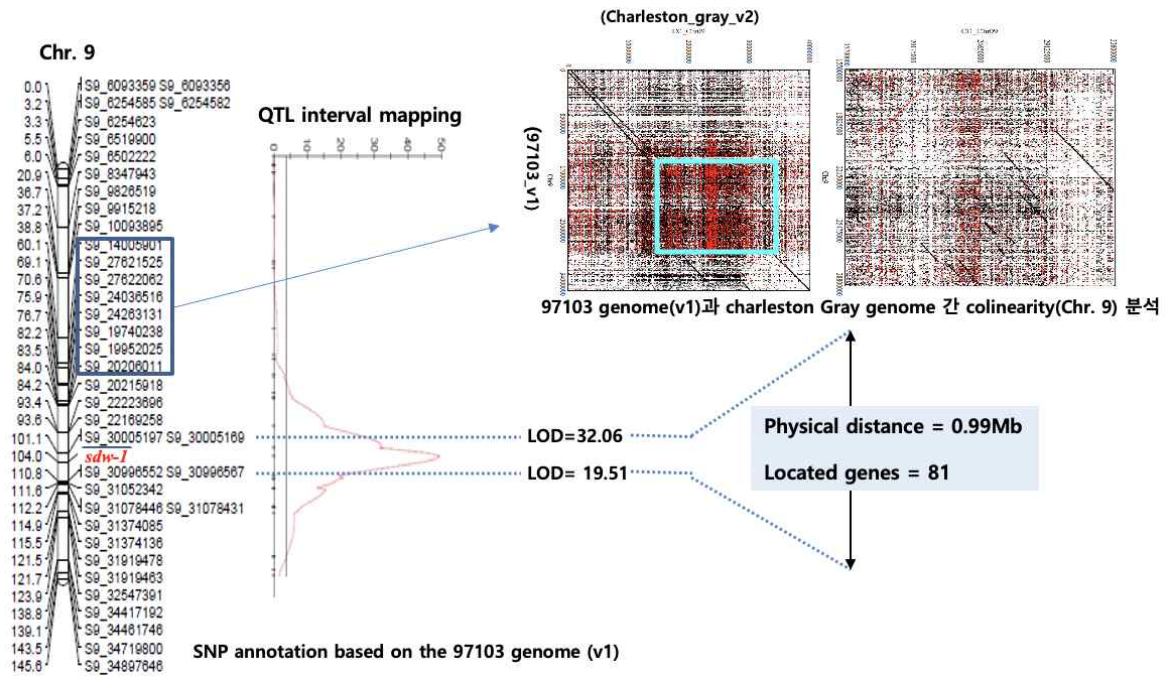 (Charleston_gray_v2)
Chr. 9
0.0 S9_6093359 S9_6093356
3.2 S9_6254585 S9_6254582
3.3 S9_6254623
5.5 S9_6519900
6.0 S9_6502222
20.9 S9_8347943
36.7 S9_9826519
37.2 S9_9915218
38.8 S9_10093895
60.1 S9_14005901
69.1 S9_27621525
70.6 S9_27622062
75.9 S9_24036516
76.7 S9_24263131
82.2 S9_19740238
83.5 S9_19952025
84.0 S9_20206011
84.2 S9_20215918
93.4 S9_22223696
93.6 S9_22169258
101.1 S9_30005197 S9_30005169
104.0 sdw-1
110.8 S9_30996552 S9_30996567
111.6 S9_31052342
112.2 S9_31078446 S9_31078431
114.9 S9_31374085
115.5 S9_31374136
121.5 S9_31919478
121.7 S9_31919463
123.9 S9_32547391
138.8 S9_34417192
139.1 S9_34461746
143.5 S9_34719800
145.6 S9_34897646
QTL interval mapping
0 10 20 30 40 50
(97103_v1)
97103 genome(v1)과 charleston Gray genome 간 colinearity(Chr. 9) 분석
LOD=32.06
LOD= 19.51
Physical distance = 0.99Mb
Located genes = 81
SNP annotation based on the 97103 genome (v1)